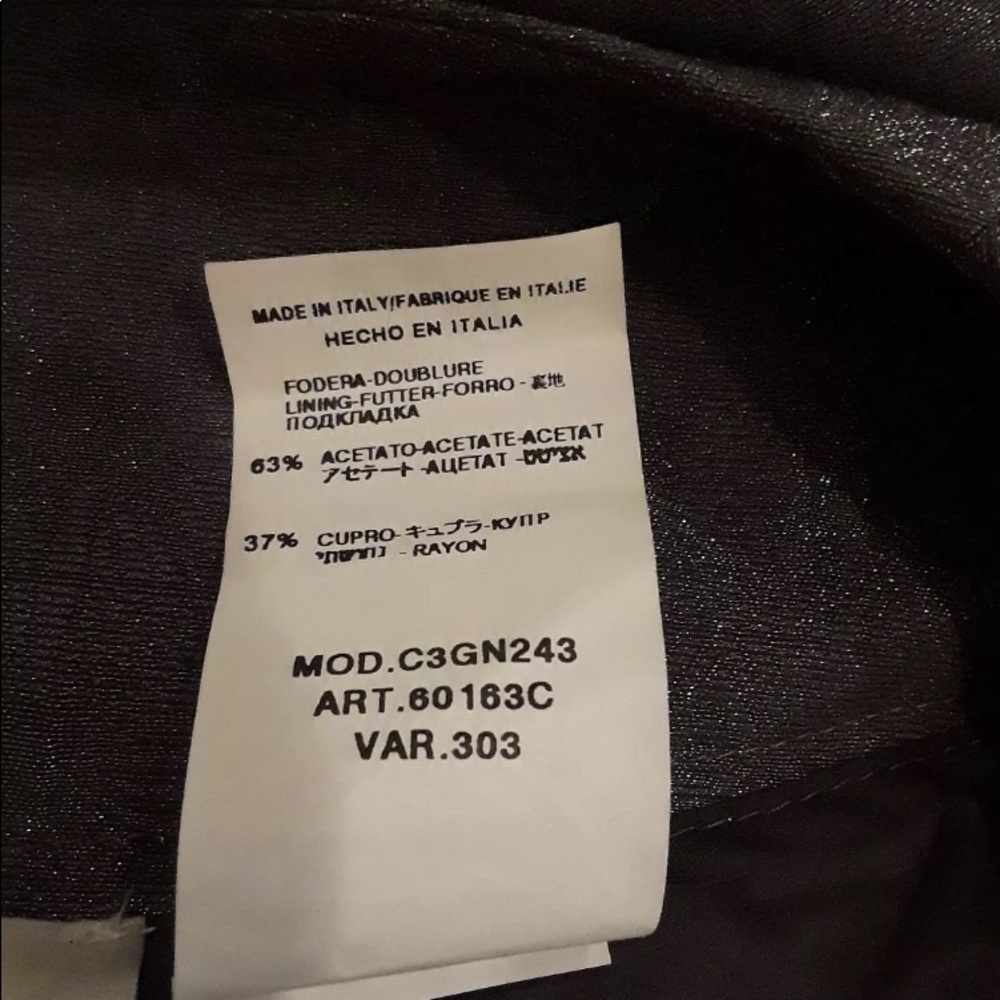 MADE IN ITALY/FABRIQUE EN ITALIE
HECHO EN ITALIA
FODERA-DOUBLURE
LINING-FUTTER-FORRO - 裏地
ПОДКЛАДКА
63% ACETATO-ACETATE-ACETAT
アセテート -АЦЕТАТ -אציטט
37% CUPRO-キュプラ-КУПР
נחושתי - RAYON
MOD.C3GN243
ART.60163C
VAR.303